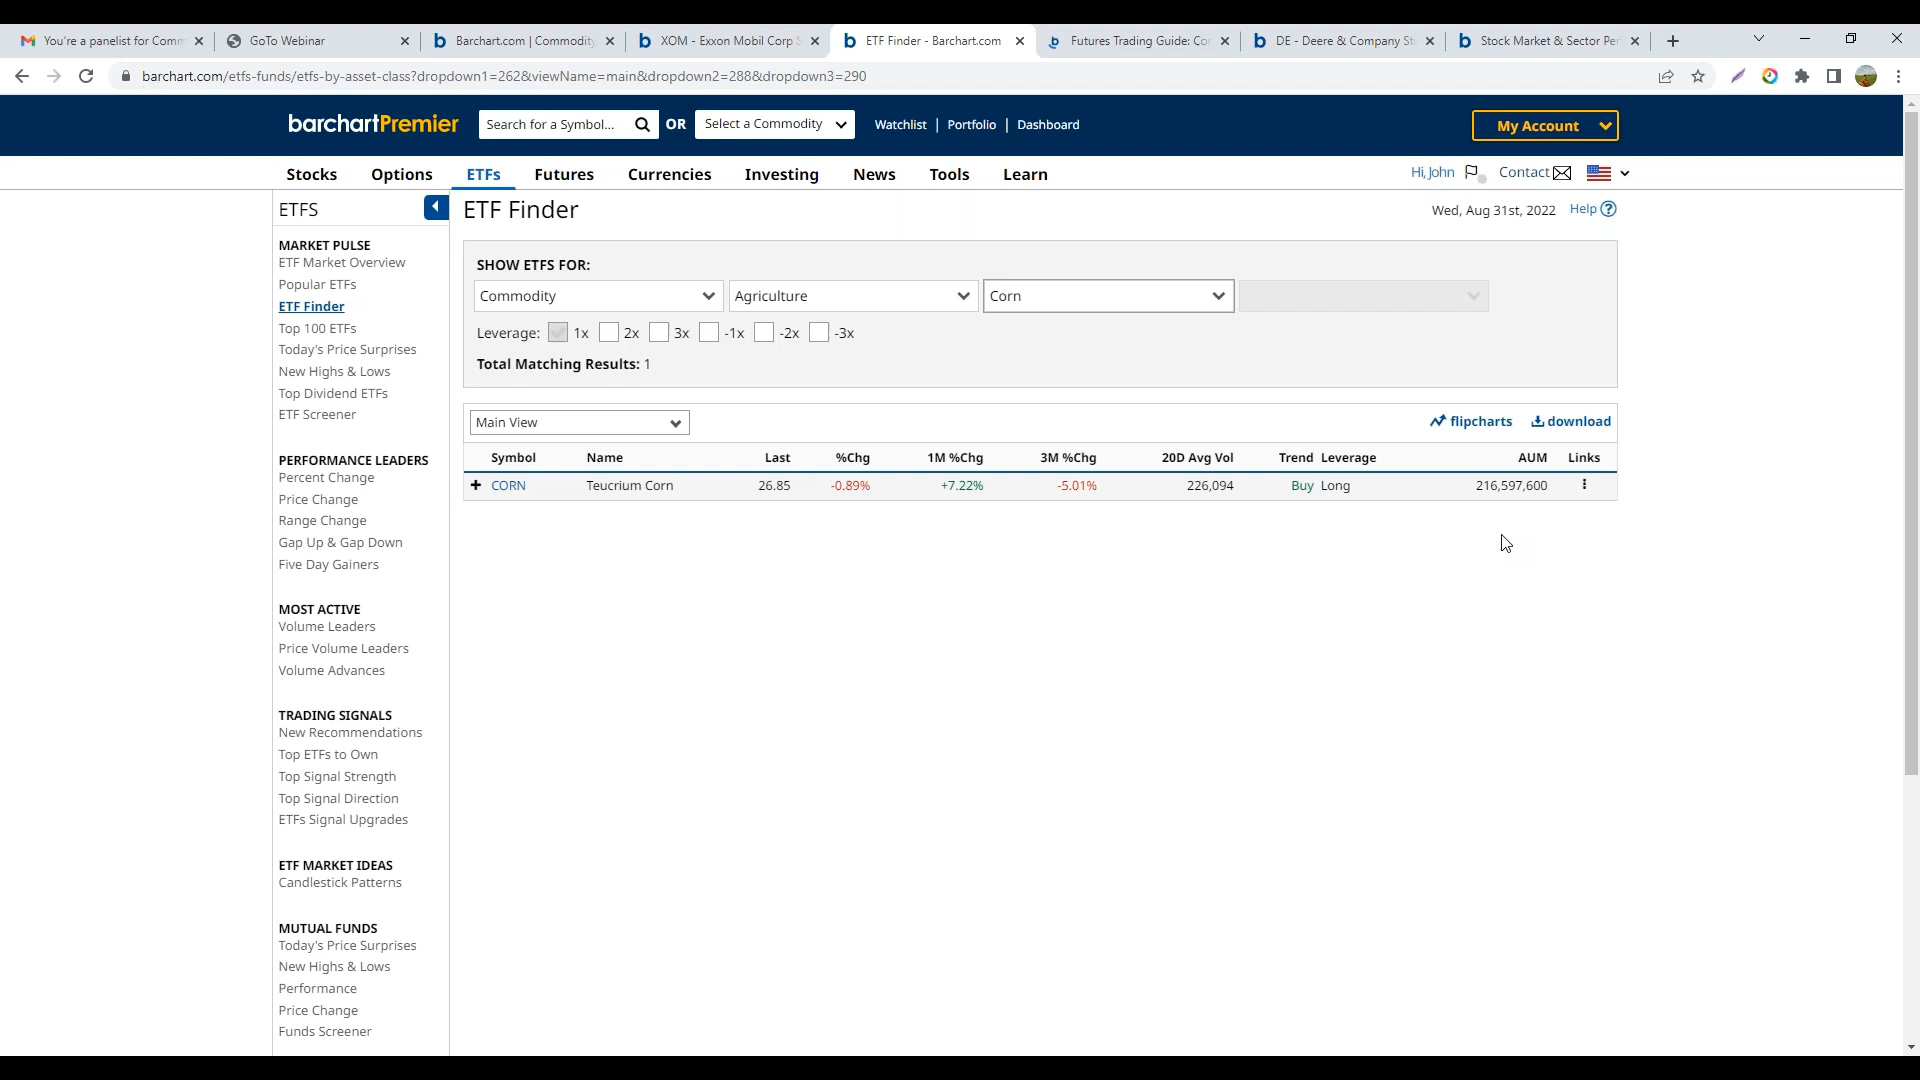 You're a panelist for Comm
GoTo Webinar
Barchart.com | Commodity
XOM - Exxon Mobil Corp S
ETF Finder - Barchart.com
Futures Trading Guide: Co
DE - Deere & Company St
Stock Market & Sector Per
barchart.com/etfs-funds/etfs-by-asset-class?dropdown1=262&viewName=main&dropdown2=288&dropdown3=290
barchartPremier
Search for a Symbol...
OR
Select a Commodity
Watchlist | Portfolio | Dashboard
My Account
Stocks Options ETFs Futures Currencies Investing News Tools Learn
Hi, John
Contact
ETFS
MARKET PULSE
ETF Market Overview
Popular ETFs
ETF Finder
Top 100 ETFs
Today's Price Surprises
New Highs & Lows
Top Dividend ETFs
ETF Screener
PERFORMANCE LEADERS
Percent Change
Price Change
Range Change
Gap Up & Gap Down
Five Day Gainers
MOST ACTIVE
Volume Leaders
Price Volume Leaders
Volume Advances
TRADING SIGNALS
New Recommendations
Top ETFs to Own
Top Signal Strength
Top Signal Direction
ETFs Signal Upgrades
ETF MARKET IDEAS
Candlestick Patterns
MUTUAL FUNDS
Today's Price Surprises
New Highs & Lows
Performance
Price Change
Funds Screener
ETF Finder
Wed, Aug 31st, 2022
Help ?
SHOW ETFS FOR:
Commodity
Agriculture
Corn
Leverage: 1x 2x 3x -1x -2x -3x
Total Matching Results: 1
Main View
flipcharts
download
Symbol Name Last %Chg 1M %Chg 3M %Chg 20D Avg Vol Trend Leverage AUM Links
+ CORN Teucrium Corn 26.85 -0.89% +7.22% -5.01% 226,094 Buy Long 216,597,600